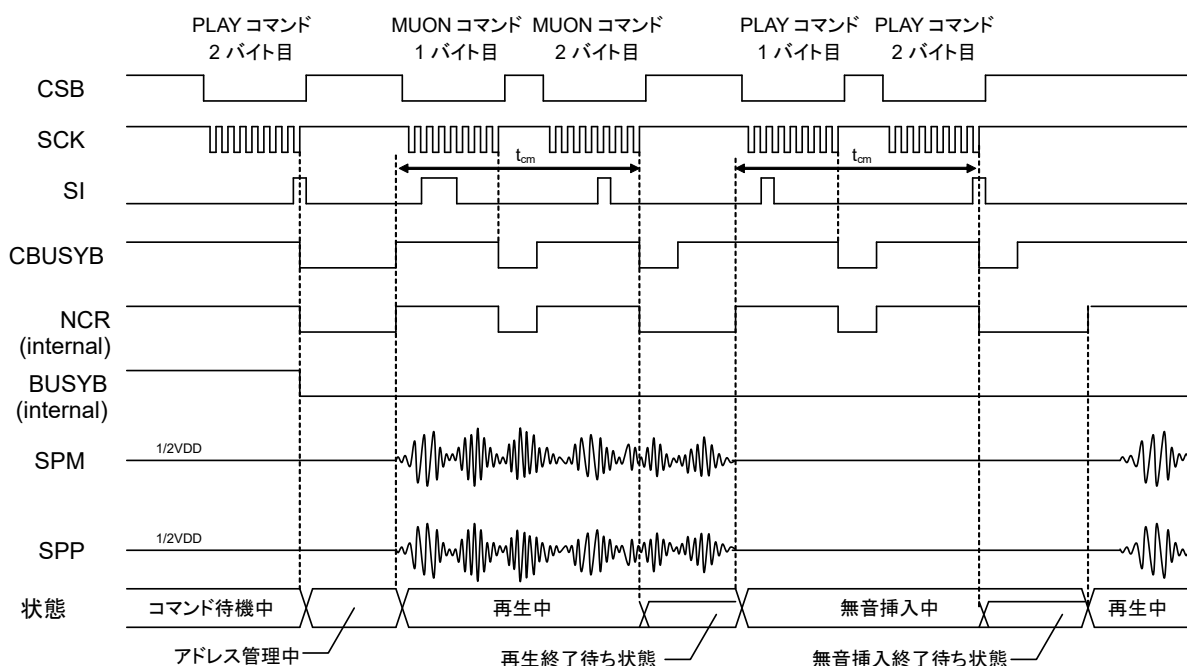 PLAY コマンド
2 バイト目
MUON コマンド
1 バイト目
MUON コマンド
2 バイト目
PLAY コマンド
1 バイト目
PLAY コマンド
2 バイト目
CSB
SCK
tcm
tcm
SI
CBUSYB
NCR
(internal)
BUSYB
(internal)
1/2VDD
SPM
1/2VDD
SPP
状態
コマンド待機中
再生中
無音挿入中
再生中
アドレス管理中
再生終了待ち状態
無音挿入終了待ち状態